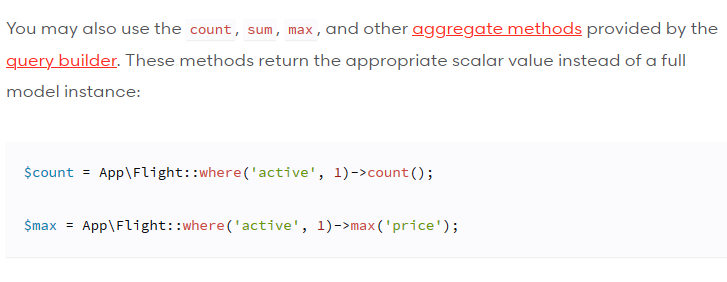 You may also use the count, sum, max, and other aggregate methods provided by the
query builder. These methods return the appropriate scalar value instead of a full
model instance:
$count = App\Flight::where('active', 1)->count();
$max = App\Flight::where('active', 1)->max('price');